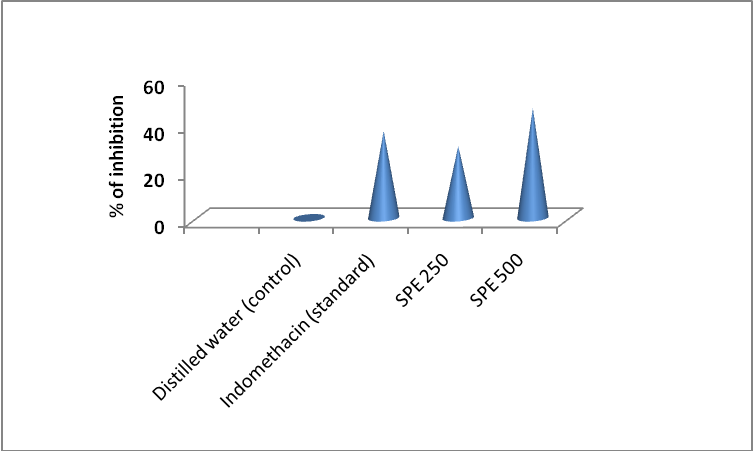 60
40
20
0
% of inhibition
Distilled water (control)
Indomethacin (standard)
SPE 250
SPE 500